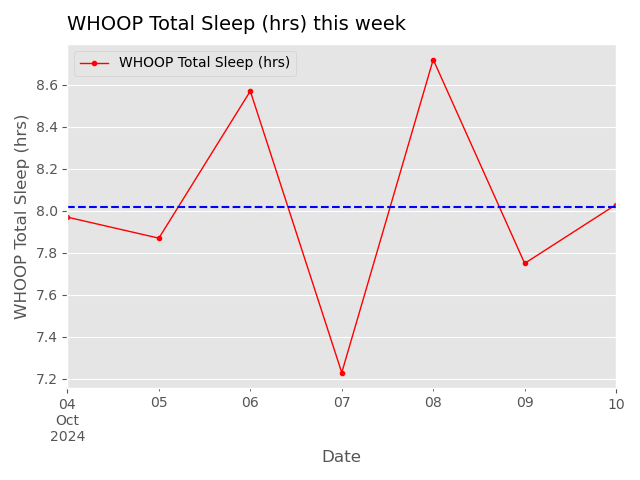 WHOOP Total Sleep (hrs) this week
WHOOP Total Sleep (hrs)
WHOOP Total Sleep (hrs)
8.6
8.4
8.2
8.0
7.8
7.6
7.4
7.2
04 05 06 07 08 09 10
Oct
2024
Date